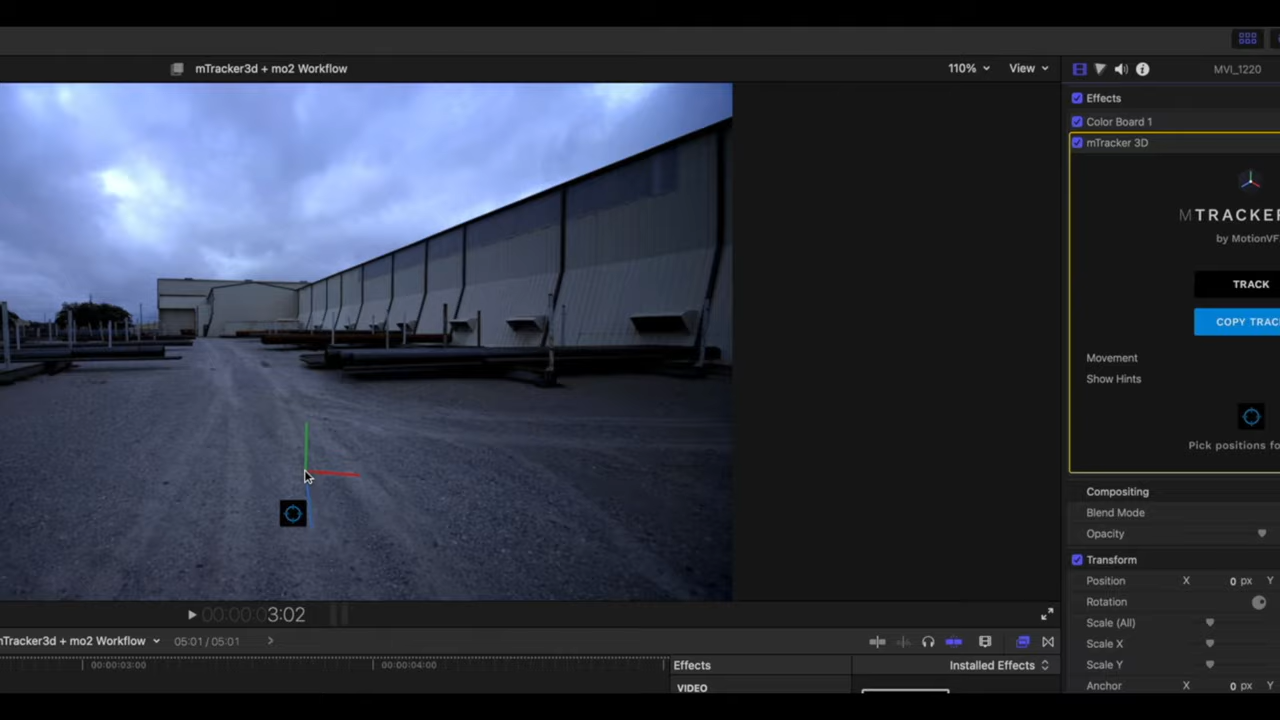 mTracker3d + mo2 Workflow
110%
View
MVI_1220
Effects
Color Board 1
mTracker 3D
MTRACKER
by MotionVF
TRACK
COPY TRAC
Movement
Show Hints
Pick positions fo
Compositing
Blend Mode
Opacity
Transform
Position X 0 px Y
Rotation
Scale (All)
Scale X
Scale Y
Anchor X 0 px Y
00:00:03:02
mTracker3d + mo2 Workflow
05:01 / 05:01
00:00:03:00
00:00:04:00
Effects
Installed Effects
VIDEO